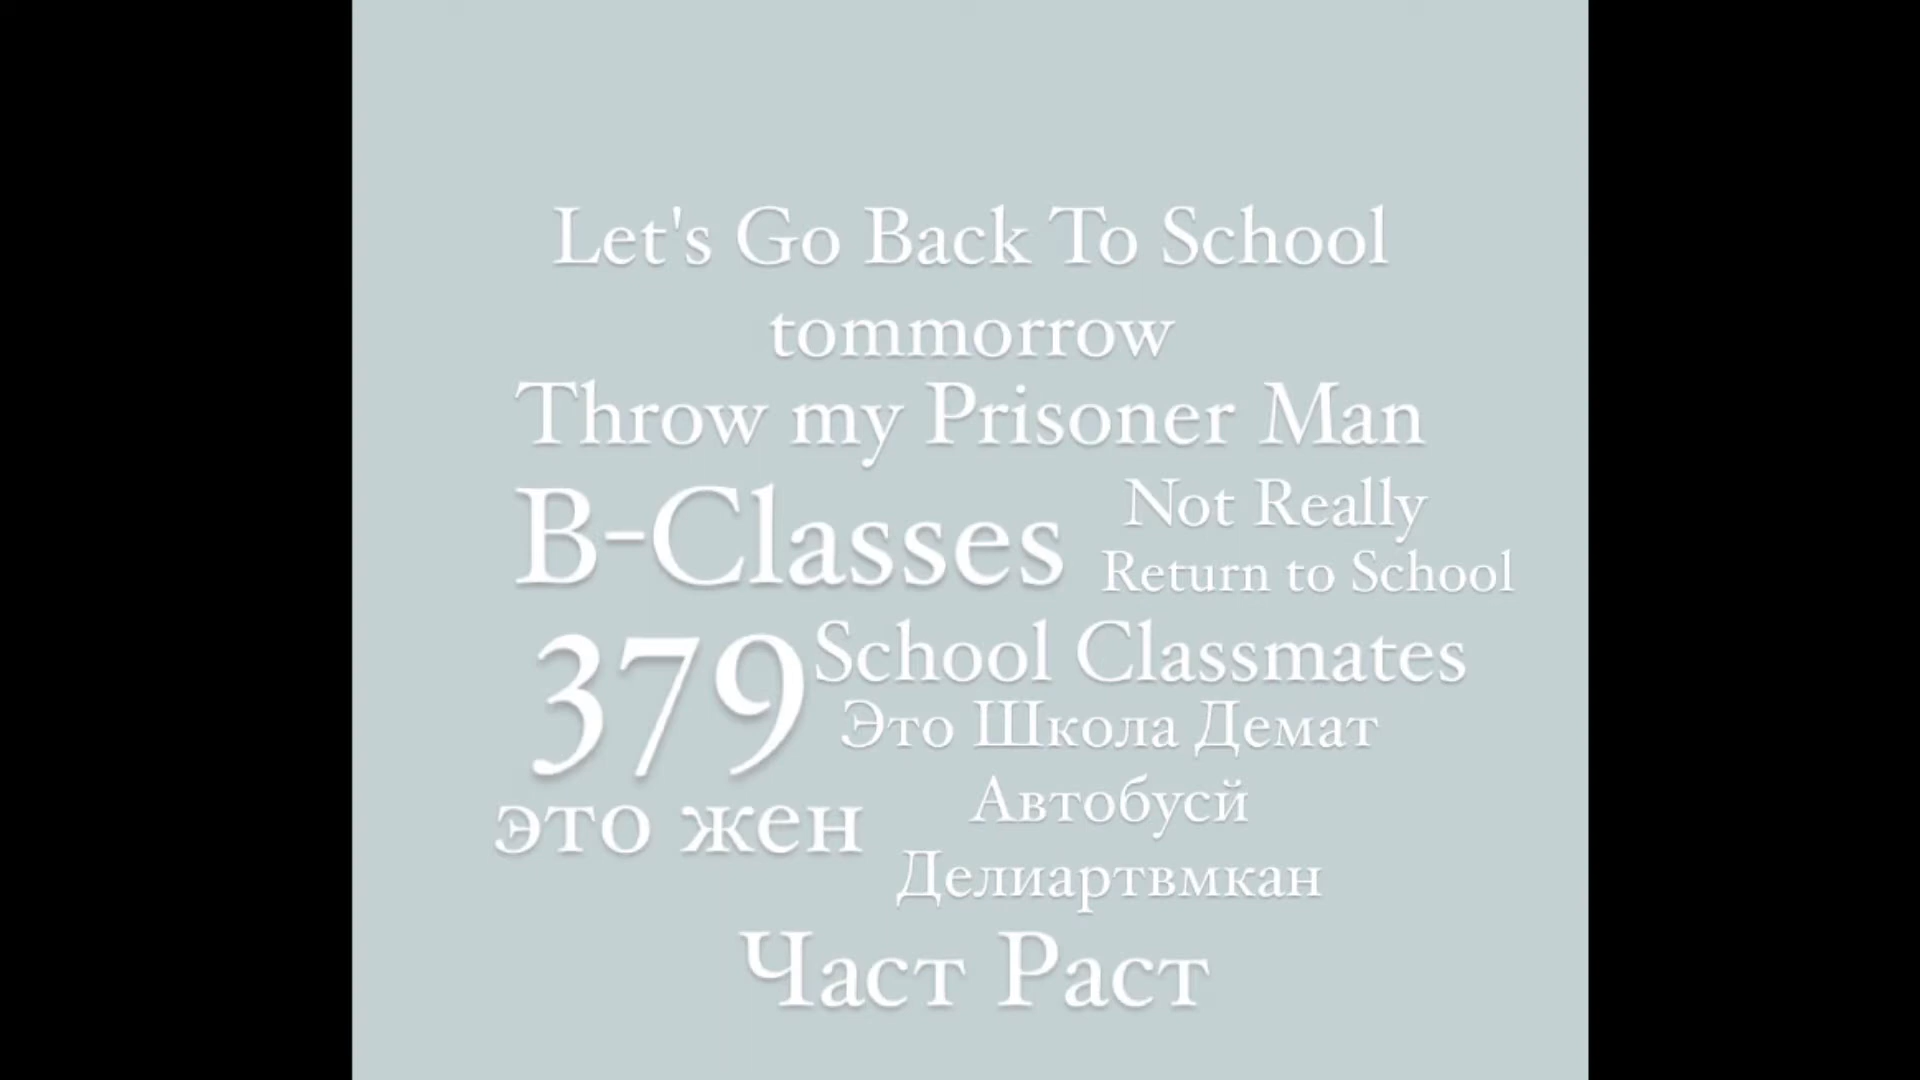 Let's Go Back To School
tommorrow
Throw my Prisoner Man
B-Classes
Not Really
Return to School
379
School Classmates
Это Школа Демат
Автобусй
это жен
Делиартвмкан
Част Раст